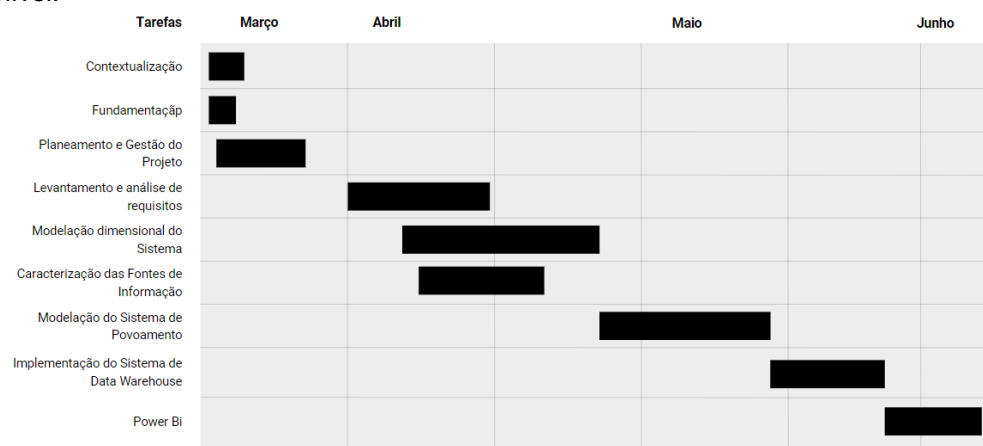 Tarefas Março Abril Maio Junho
Contextualização
Fundamentaçãp
Planeamento e Gestão do
Projeto
Levantamento e análise de
requisitos
Modelação dimensional do
Sistema
Caracterização das Fontes de
Informação
Modelação do Sistema de
Povoamento
Implementação do Sistema de
Data Warehouse
Power Bi